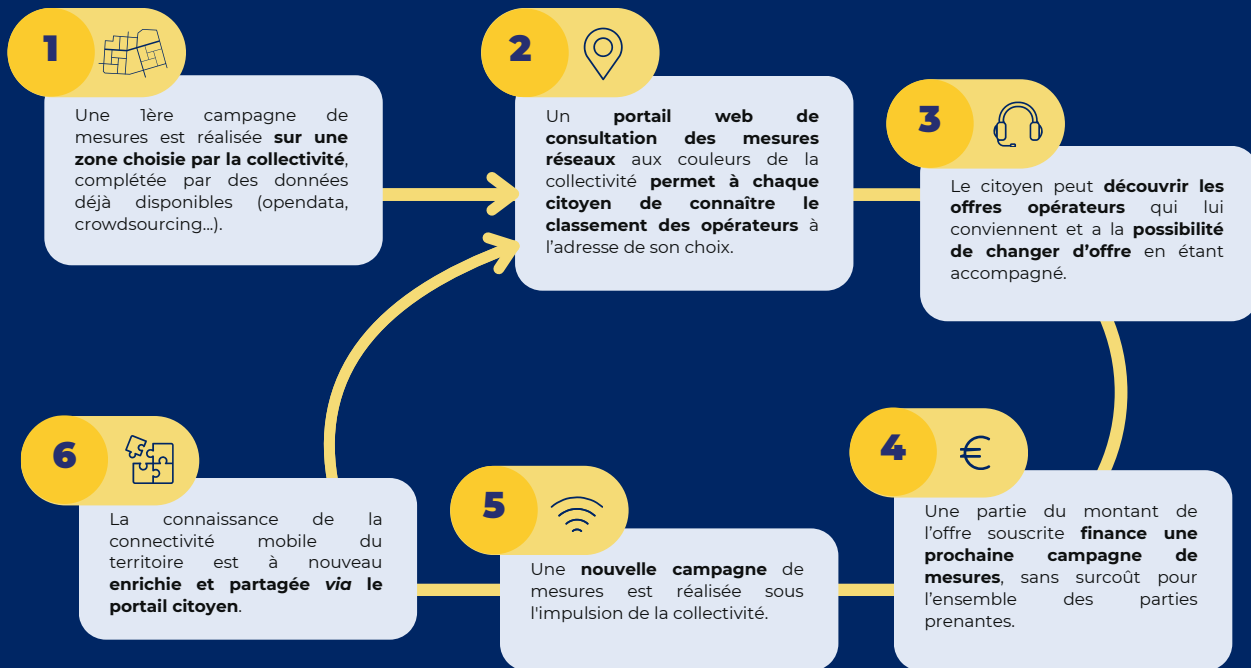 1
Une 1ère campagne de
mesures est réalisée sur une
zone choisie par la collectivité,
complétée par des données
déjà disponibles (opendata,
crowdsourcing...).
2
Un portail web de
consultation des mesures
réseaux aux couleurs de la
collectivité permet à chaque
citoyen de connaître le
classement des opérateurs à
l'adresse de son choix.
3
Le citoyen peut découvrir les
offres opérateurs qui lui
conviennent et a la possibilité
de changer d'offre en étant
accompagné.
4
€
Une partie du montant de
l'offre souscrite finance une
prochaine campagne de
mesures, sans surcoût pour
l'ensemble des parties
prenantes.
5
Une nouvelle campagne de
mesures est réalisée sous
l'impulsion de la collectivité.
6
La connaissance de la
connectivité mobile du
territoire est à nouveau
enrichie et partagée via le
portail citoyen.